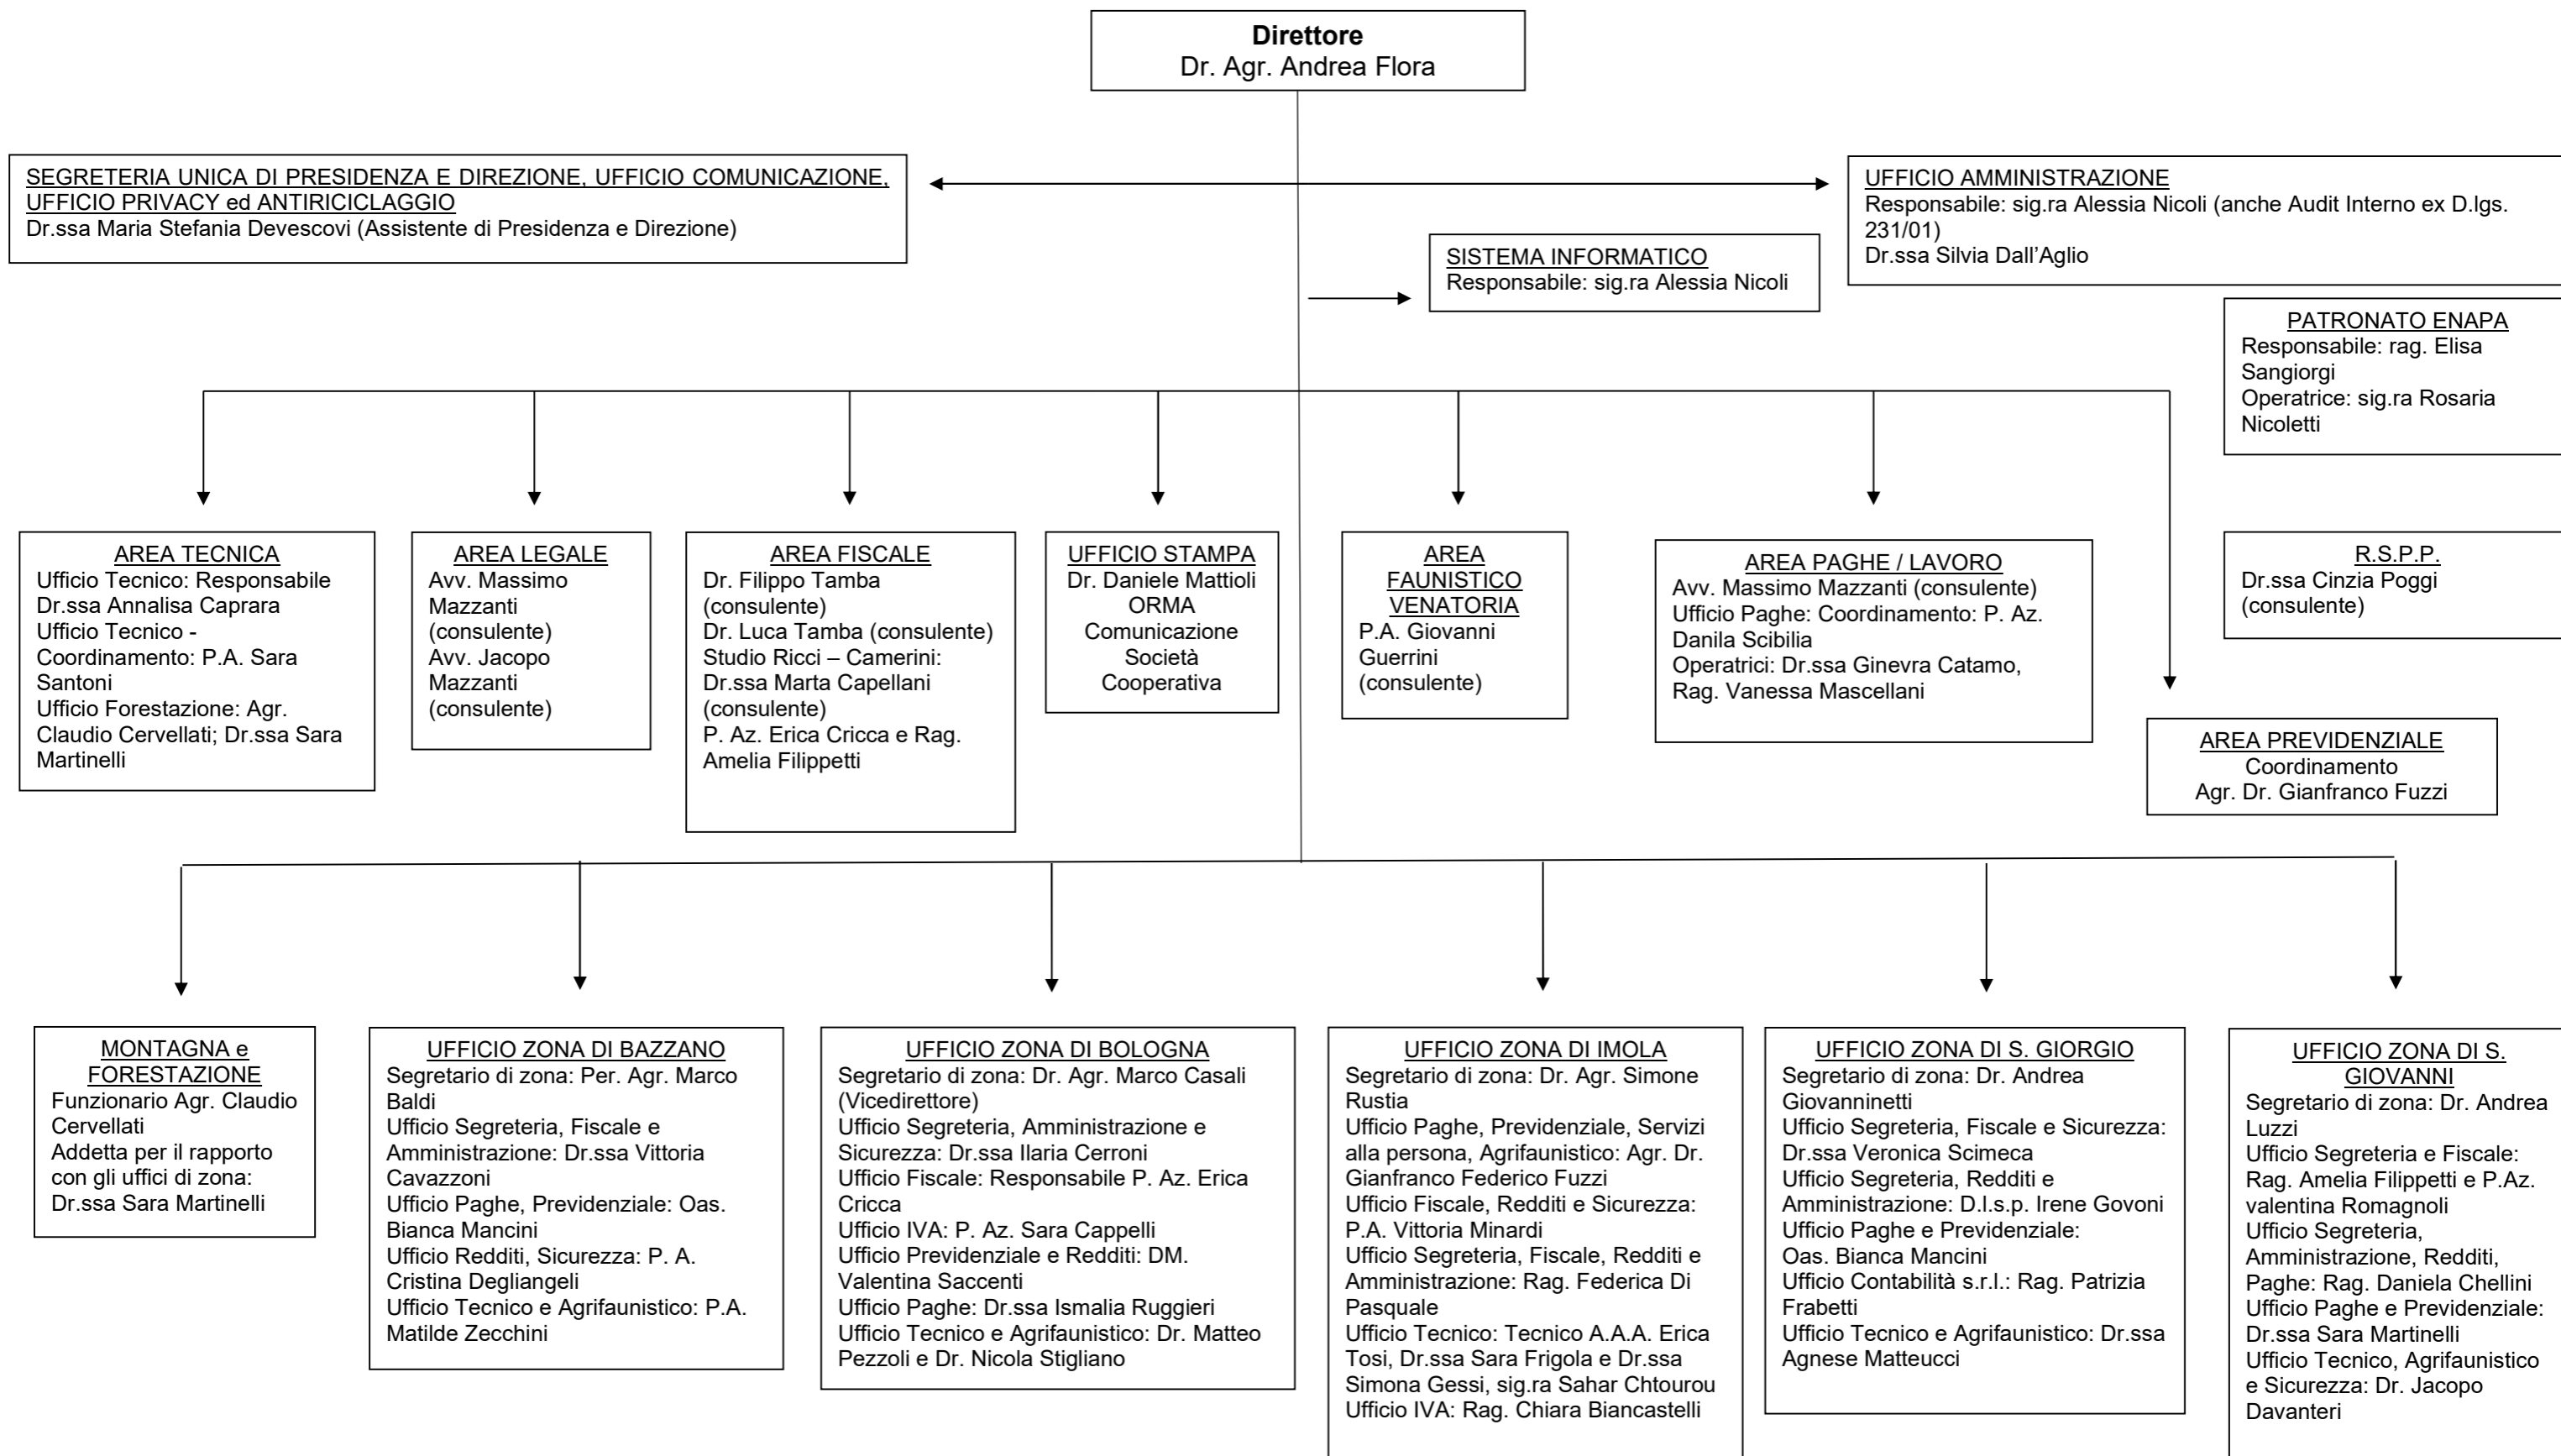 Direttore
Dr. Agr. Andrea Flora
SEGRETERIA UNICA DI PRESIDENZA E DIREZIONE, UFFICIO COMUNICAZIONE,
UFFICIO PRIVACY ed ANTIRICICLAGGIO
Dr.ssa Maria Stefania Devescovi (Assistente di Presidenza e Direzione)
UFFICIO AMMINISTRAZIONE
Responsabile: sig.ra Alessia Nicoli (anche Audit Interno ex D.lgs.
231/01)
Dr.ssa Silvia Dall'Aglio
SISTEMA INFORMATICO
Responsabile: sig.ra Alessia Nicoli
PATRONATO ENAPA
Responsabile: rag. Elisa
Sangiorgi
Operatrice: sig.ra Rosaria
Nicoletti
AREA TECNICA
Ufficio Tecnico: Responsabile
Dr.ssa Annalisa Caprara
Ufficio Tecnico -
Coordinamento: P.A. Sara
Santoni
Ufficio Forestazione: Agr.
Claudio Cervellati; Dr.ssa Sara
Martinelli
AREA LEGALE
Avv. Massimo
Mazzanti
(consulente)
Avv. Jacopo
Mazzanti
(consulente)
AREA FISCALE
Dr. Filippo Tamba
(consulente)
Dr. Luca Tamba (consulente)
Studio Ricci – Camerini:
Dr.ssa Marta Capellani
(consulente)
P. Az. Erica Cricca e Rag.
Amelia Filippetti
UFFICIO STAMPA
Dr. Daniele Mattioli
ORMA
Comunicazione
Società
Cooperativa
AREA
FAUNISTICO
VENATORIA
P.A. Giovanni
Guerrini
(consulente)
AREA PAGHE / LAVORO
Avv. Massimo Mazzanti (consulente)
Ufficio Paghe: Coordinamento: P. Az.
Danila Scibilia
Operatrici: Dr.ssa Ginevra Catamo,
Rag. Vanessa Mascellani
R.S.P.P.
Dr.ssa Cinzia Poggi
(consulente)
AREA PREVIDENZIALE
Coordinamento
Agr. Dr. Gianfranco Fuzzi
MONTAGNA e
FORESTAZIONE
Funzionario Agr. Claudio
Cervellati
Addetta per il rapporto
con gli uffici di zona:
Dr.ssa Sara Martinelli
UFFICIO ZONA DI BAZZANO
Segretario di zona: Per. Agr. Marco
Baldi
Ufficio Segreteria, Fiscale e
Amministrazione: Dr.ssa Vittoria
Cavazzoni
Ufficio Paghe, Previdenziale: Oas.
Bianca Mancini
Ufficio Redditi, Sicurezza: P. A.
Cristina Degliangeli
Ufficio Tecnico e Agrifaunistico: P.A.
Matilde Zecchini
UFFICIO ZONA DI BOLOGNA
Segretario di zona: Dr. Agr. Marco Casali
(Vicedirettore)
Ufficio Segreteria, Amministrazione e
Sicurezza: Dr.ssa Ilaria Cerroni
Ufficio Fiscale: Responsabile P. Az. Erica
Cricca
Ufficio IVA: P. Az. Sara Cappelli
Ufficio Previdenziale e Redditi: DM.
Valentina Saccenti
Ufficio Paghe: Dr.ssa Ismalia Ruggieri
Ufficio Tecnico e Agrifaunistico: Dr. Matteo
Pezzoli e Dr. Nicola Stigliano
UFFICIO ZONA DI IMOLA
Segretario di zona: Dr. Agr. Simone
Rustia
Ufficio Paghe, Previdenziale, Servizi
alla persona, Agrifaunistico: Agr. Dr.
Gianfranco Federico Fuzzi
Ufficio Fiscale, Redditi e Sicurezza:
P.A. Vittoria Minardi
Ufficio Segreteria, Fiscale, Redditi e
Amministrazione: Rag. Federica Di
Pasquale
Ufficio Tecnico: Tecnico A.A.A. Erica
Tosi, Dr.ssa Sara Frigola e Dr.ssa
Simona Gessi, sig.ra Sahar Chtourou
Ufficio IVA: Rag. Chiara Biancastelli
UFFICIO ZONA DI S. GIORGIO
Segretario di zona: Dr. Andrea
Giovanninetti
Ufficio Segreteria, Fiscale e Sicurezza:
Dr.ssa Veronica Scimeca
Ufficio Segreteria, Redditi e
Amministrazione: D.l.s.p. Irene Govoni
Ufficio Paghe e Previdenziale:
Oas. Bianca Mancini
Ufficio Contabilità s.r.l.: Rag. Patrizia
Frabetti
Ufficio Tecnico e Agrifaunistico: Dr.ssa
Agnese Matteucci
UFFICIO ZONA DI S.
GIOVANNI
Segretario di zona: Dr. Andrea
Luzzi
Ufficio Segreteria e Fiscale:
Rag. Amelia Filippetti e P.Az.
valentina Romagnoli
Ufficio Segreteria,
Amministrazione, Redditi,
Paghe: Rag. Daniela Chellini
Ufficio Paghe e Previdenziale:
Dr.ssa Sara Martinelli
Ufficio Tecnico, Agrifaunistico
e Sicurezza: Dr. Jacopo
Davanteri